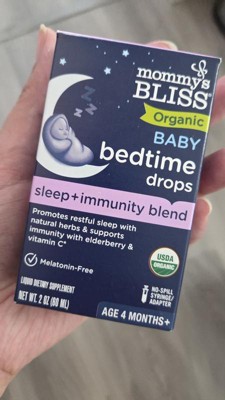 mommy's
BLISS
Organic
BABY
bedtime
drops
sleep+immunity blend
Promotes restful sleep with
natural herbs & supports
immunity with elderberry &
vitamin C*
Melatonin-Free
USDA
ORGANIC
LIQUID DIETARY SUPPLEMENT
NET WT. 2 OZ (60 ML)
NO-SPILL
SYRINGE/
ADAPTER
AGE 4 MONTHS+